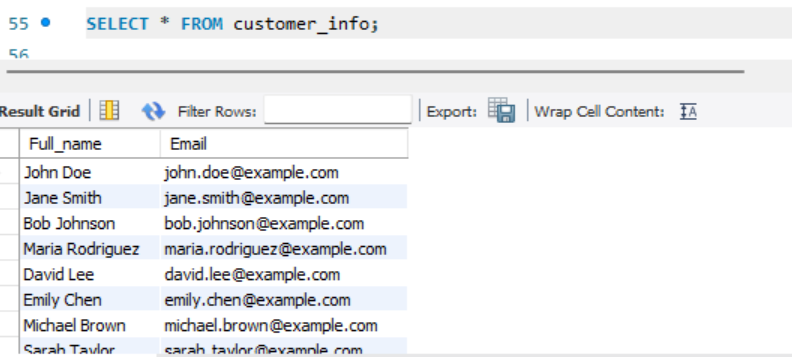 55 SELECT * FROM customer_info;
56
Result Grid Filter Rows: Export: Wrap Cell Content: IA
Full_name Email
John Doe john.doe@example.com
Jane Smith jane.smith@example.com
Bob Johnson bob.johnson@example.com
Maria Rodriguez maria.rodriguez@example.com
David Lee david.lee@example.com
Emily Chen emily.chen@example.com
Michael Brown michael.brown@example.com
Sarah Taylor sarah.taylor@example.com